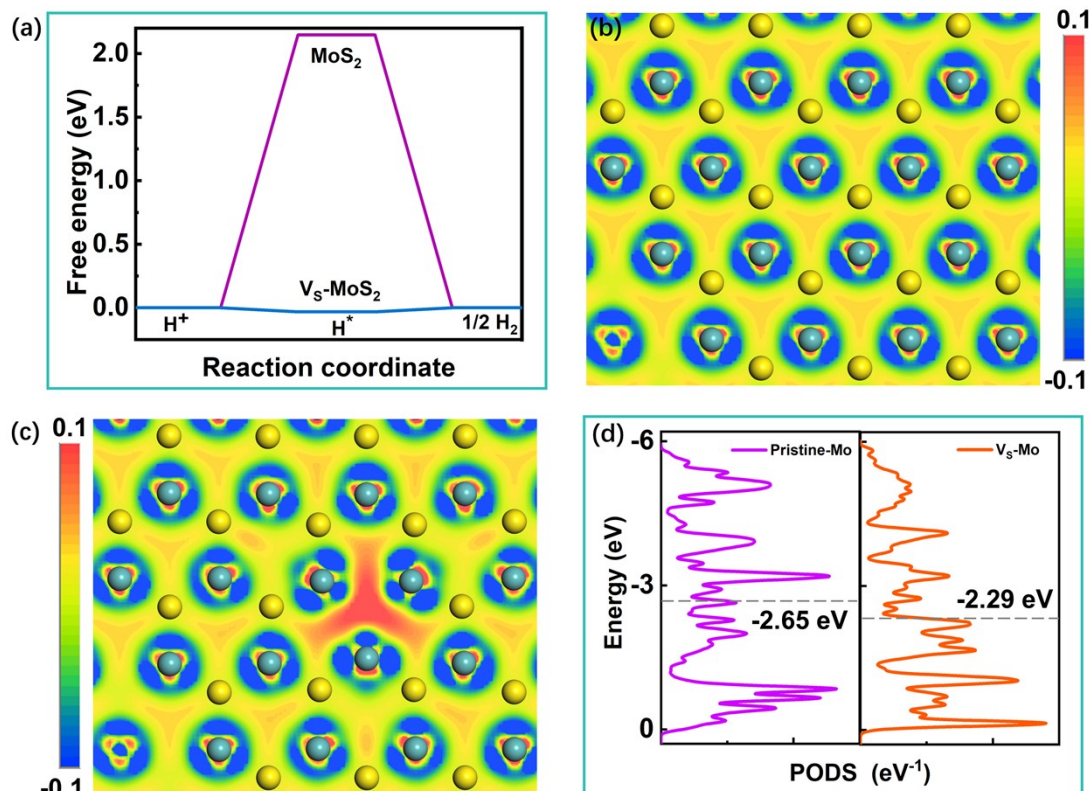 (a)
2.0
1.5
1.0
0.5
0.0
Free energy (eV)
MoS₂
Vₛ-MoS₂
H⁺
H*
1/2 H₂
Reaction coordinate
(b)
0.1
-0.1
(c)
0.1
-0.1
(d)
-6
-3
0
Energy (eV)
Pristine-Mo
-2.65 eV
Vₛ-Mo
-2.29 eV
PODS (eV⁻¹)